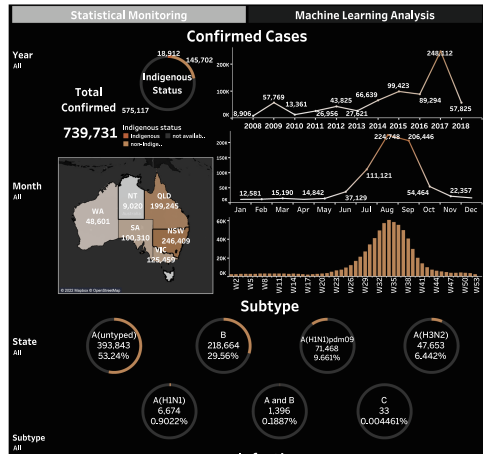 Statistical Monitoring
Machine Learning Analysis
Confirmed Cases
Year
All
Total
Confirmed
739,731
18,912
145,702
Indigenous
Status
575,117
Indigenous status
Indigenous
not availab..
non-Indige..
200K
100K
0K
8,906
57,769
13,361
26,956
43,825
27,621
66,639
99,423
89,294
248,112
57,825
2008 2009 2010 2011 2012 2013 2014 2015 2016 2017 2018
Month
All
NT
9,020
QLD
199,245
WA
48,601
SA
100,310
NSW
246,409
VIC
125,459
© 2022 Mapbox © OpenStreetMap
200K
100K
0K
12,581
15,190
14,842
37,129
111,121
224,748
206,446
54,464
22,357
Jan Feb Mar Apr May Jun Jul Aug Sep Oct Nov Dec
60K
40K
20K
0K
W2 W5 W8 W11 W14 W17 W20 W23 W26 W29 W32 W35 W38 W41 W44 W47 W50 W53
Subtype
State
All
A(untyped)
393,843
53.24%
B
218,664
29.56%
A(H1N1)pdm09
71,468
9.661%
A(H3N2)
47,653
6.442%
A(H1N1)
6,674
0.9022%
A and B
1,396
0.1887%
C
33
0.004461%
Subtype
All